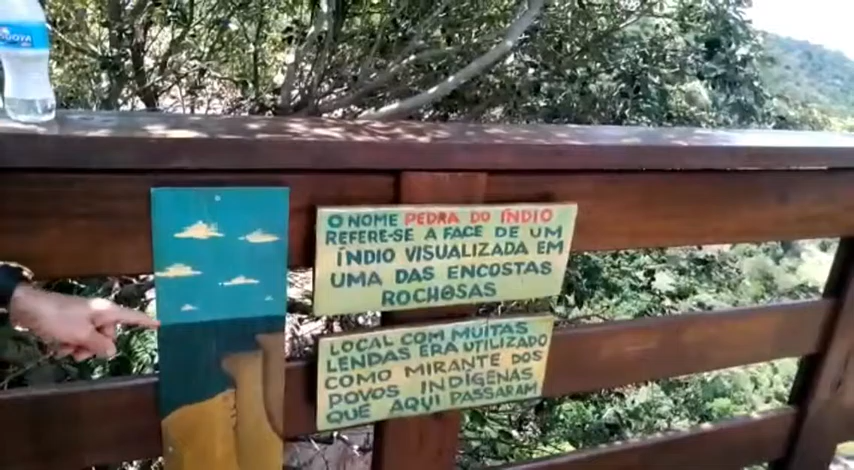 INDAYÁ
O NOME PEDRA DO ÍNDIO
REFERE-SE A FACE DE UM
ÍNDIO VISUALIZADA EM
UMA DAS ENCOSTAS
ROCHOSAS
LOCAL COM MUITAS
LENDAS ERA UTILIZADO
COMO MIRANTE DOS
POVOS INDÍGENAS
QUE AQUI PASSARAM